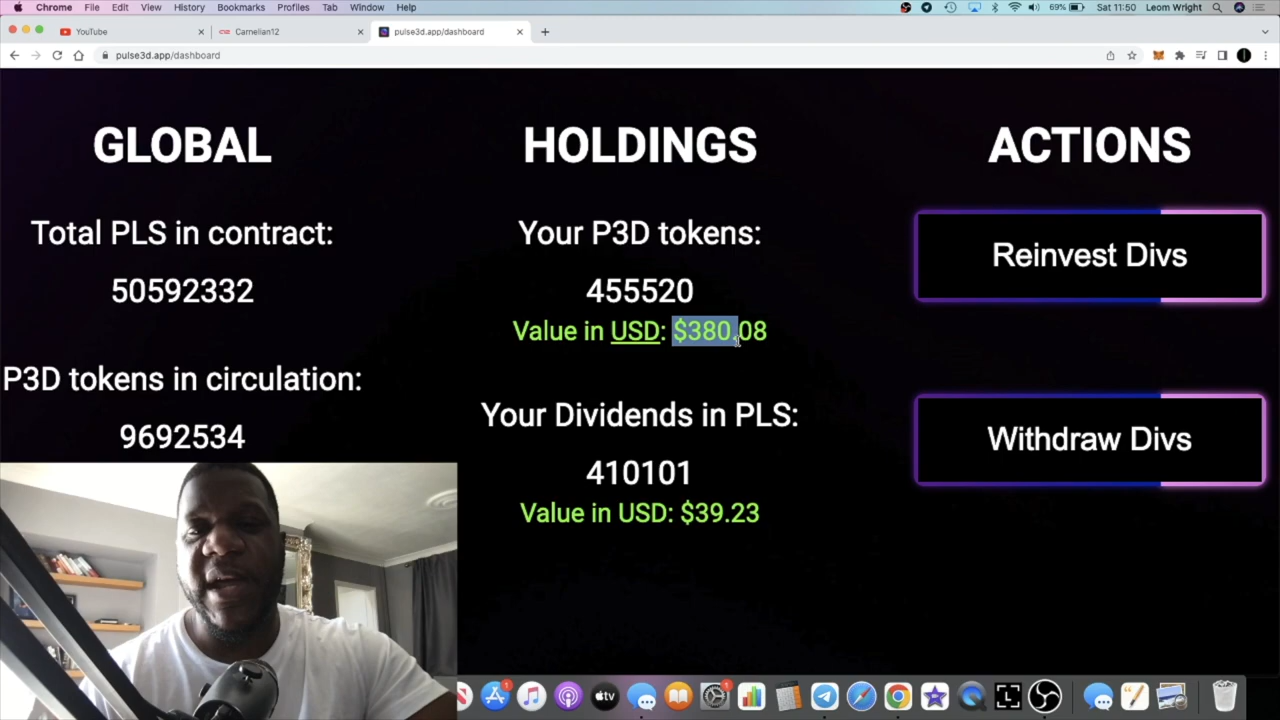 Chrome File Edit View History Bookmarks Profiles Tab Window Help 69% Sat 11:50 Leom Wright
YouTube Carnelian12 pulse3d.app/dashboard
pulse3d.app/dashboard
GLOBAL
Total PLS in contract:
50592332
P3D tokens in circulation:
9692534
HOLDINGS
Your P3D tokens:
455520
Value in USD: $380.08
Your Dividends in PLS:
410101
Value in USD: $39.23
ACTIONS
Reinvest Divs
Withdraw Divs
tv